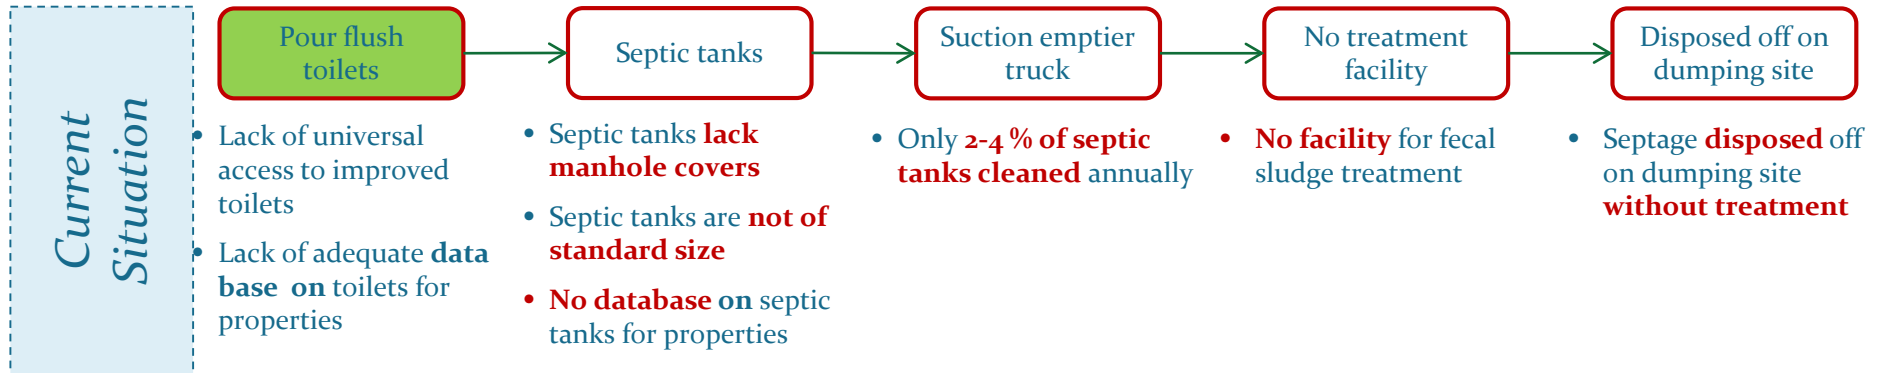 Current
Situation
Pour flush
toilets
Septic tanks
Suction emptier
truck
No treatment
facility
Disposed off on
dumping site
• Lack of universal
access to improved
toilets
• Lack of adequate data
base on toilets for
properties
• Septic tanks lack
manhole covers
• Septic tanks are not of
standard size
• No database on septic
tanks for properties
• Only 2-4 % of septic
tanks cleaned annually
• No facility for fecal
sludge treatment
• Septage disposed off
on dumping site
without treatment